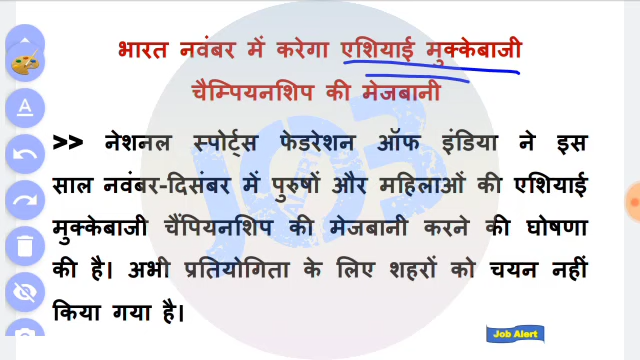 भारत नवंबर में करेगा एशियाई मुक्केबाजी
चैम्पियनशिप की मेजबानी
>> नेशनल स्पोर्ट्स फेडरेशन ऑफ इंडिया ने इस
साल नवंबर-दिसंबर में पुरुषों और महिलाओं की एशियाई
मुक्केबाजी चैंपियनशिप की मेजबानी करने की घोषणा
की है। अभी प्रतियोगिता के लिए शहरों को चयन नहीं
किया गया है।
JOB
Job Alert